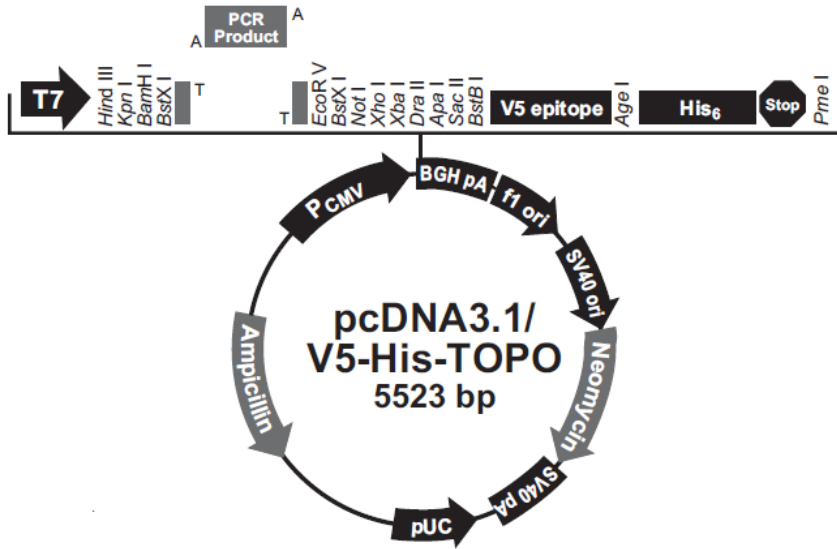 PCR
Product
A
A
T7
Hind III
Kpn I
BamH I
BstX I
T
T
EcoR V
BstX I
Not I
Xho I
Xba I
Dra II
Apa I
Sac II
BstB I
V5 epitope
Age I
His6
Stop
Pme I
PCMV
BGH pA
f1 ori
SV40 ori
Neomycin
SV40 pA
pUC
Ampicillin
pcDNA3.1/
V5-His-TOPO
5523 bp